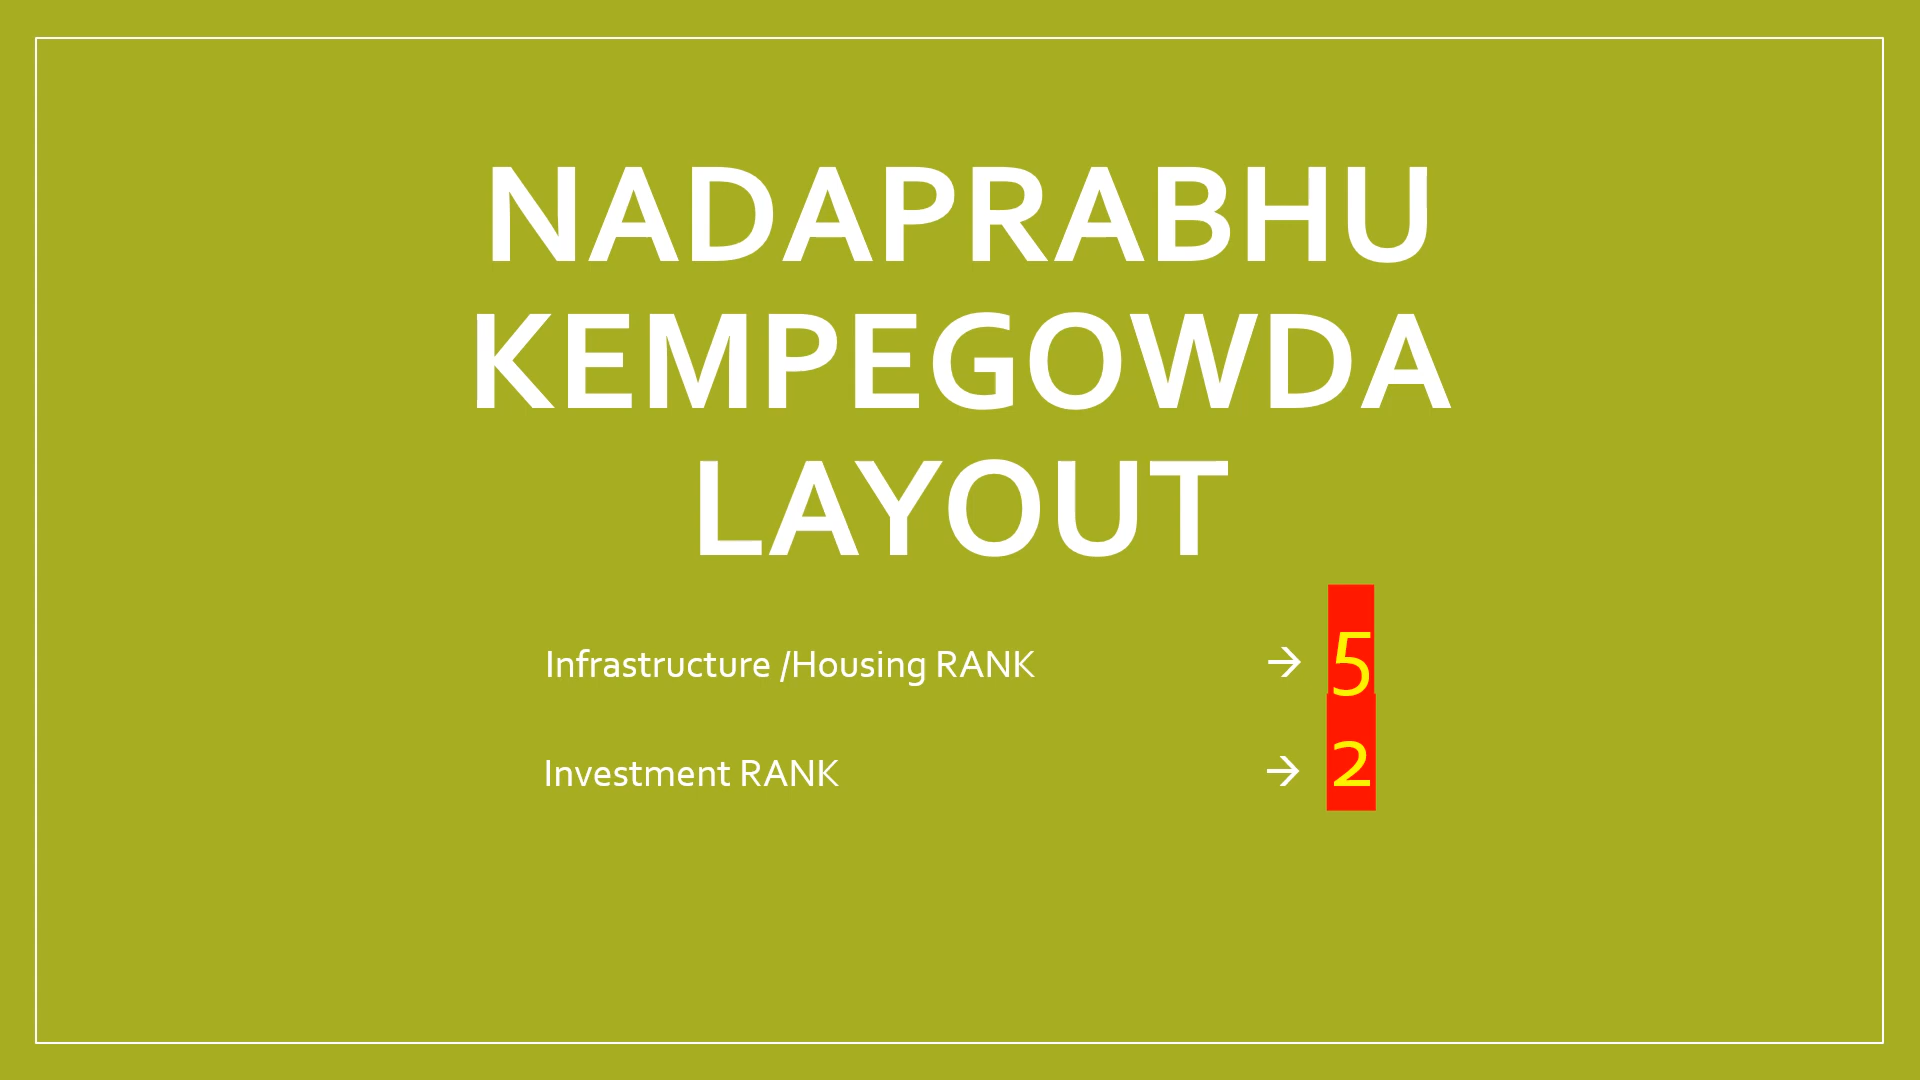 NADAPRABHU
KEMPEGOWDA
LAYOUT
Infrastructure /Housing RANK → 5
Investment RANK → 2